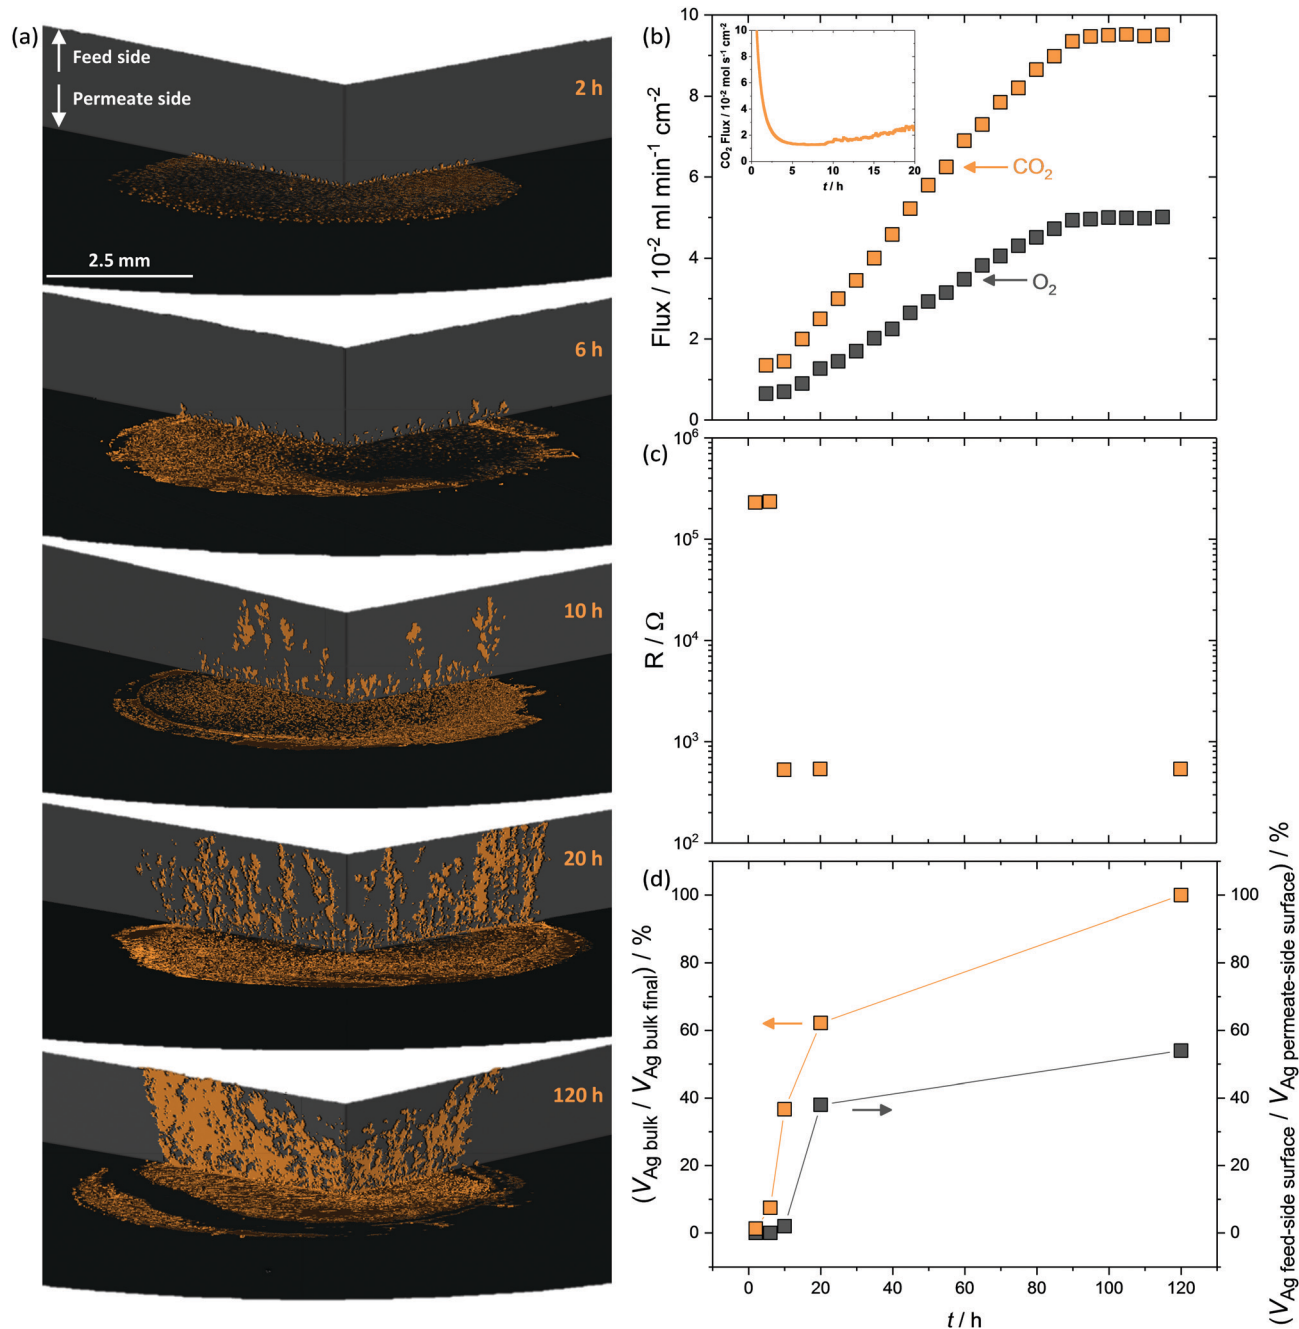 (a)
Feed side
Permeate side
2 h
2.5 mm
6 h
10 h
20 h
120 h
(b)
Flux / 10⁻² ml min⁻¹ cm⁻²
10
8
6
4
2
0
CO₂ Flux / 10⁻² mol s⁻¹ cm⁻²
10
8
6
4
2
0
0 5 10 15 20
t / h
CO₂
O₂
(c)
R / Ω
10⁶
10⁵
10⁴
10³
10²
(d)
(V Ag bulk / V Ag bulk final) / %
100
80
60
40
20
0
100
80
60
40
20
0
(V Ag feed-side surface / V Ag permeate-side surface) / %
0 20 40 60 80 100 120
t / h